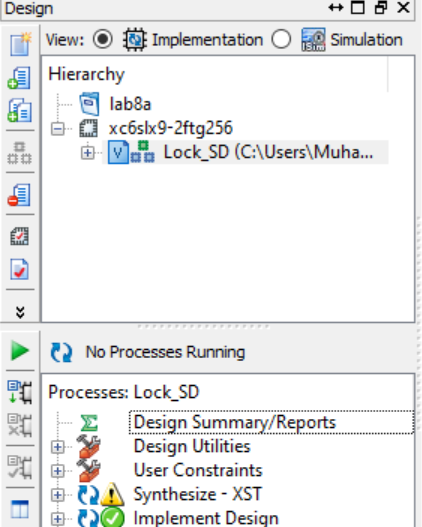 Design
View: Implementation Simulation
Hierarchy
lab8a
xc6slx9-2ftg256
Lock_SD (C:\Users\Muha...
No Processes Running
Processes: Lock_SD
Design Summary/Reports
Design Utilities
User Constraints
Synthesize - XST
Implement Design